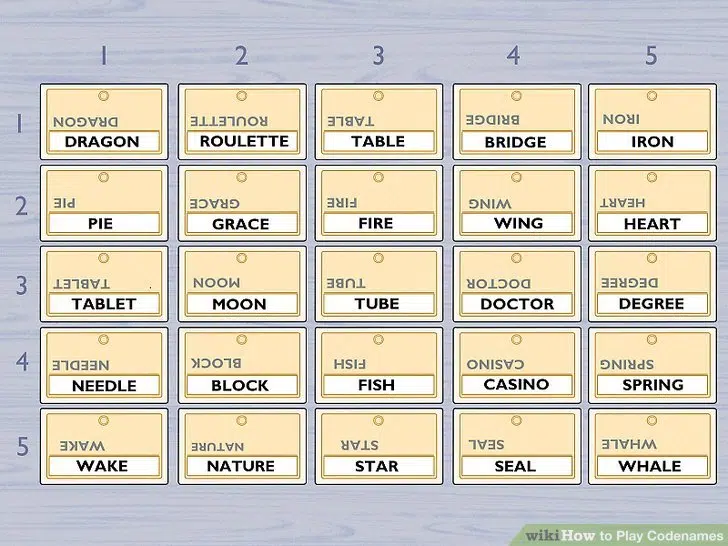 1 2 3 4 5
1
DRAGON ROULETTE TABLE BRIDGE IRON
DRAGON ROULETTE TABLE BRIDGE IRON
2
PIE GRACE FIRE WING HEART
PIE GRACE FIRE WING HEART
3
TABLET MOON TUBE DOCTOR DEGREE
TABLET MOON TUBE DOCTOR DEGREE
4
NEEDLE BLOCK FISH CASINO SPRING
NEEDLE BLOCK FISH CASINO SPRING
5
WAKE NATURE STAR SEAL WHALE
WAKE NATURE STAR SEAL WHALE
wikiHow to Play Codenames